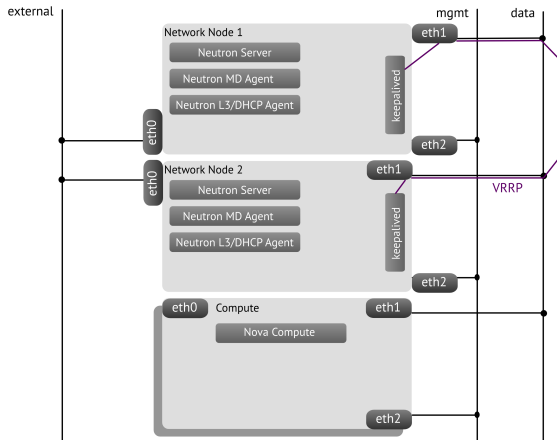 external
mgmt
data
Network Node 1
eth1
Neutron Server
Neutron MD Agent
Neutron L3/DHCP Agent
keepalived
eth0
eth2
Network Node 2
eth1
eth0
Neutron Server
VRRP
Neutron MD Agent
Neutron L3/DHCP Agent
keepalived
eth2
eth0
Compute
eth1
Nova Compute
eth2